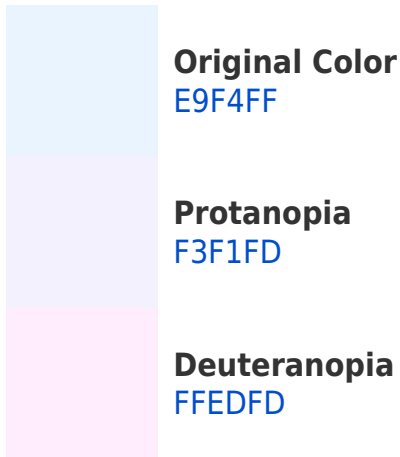 Original Color
E9F4FF
Protanopia
F3F1FD
Deuteranopia
FFEDFD